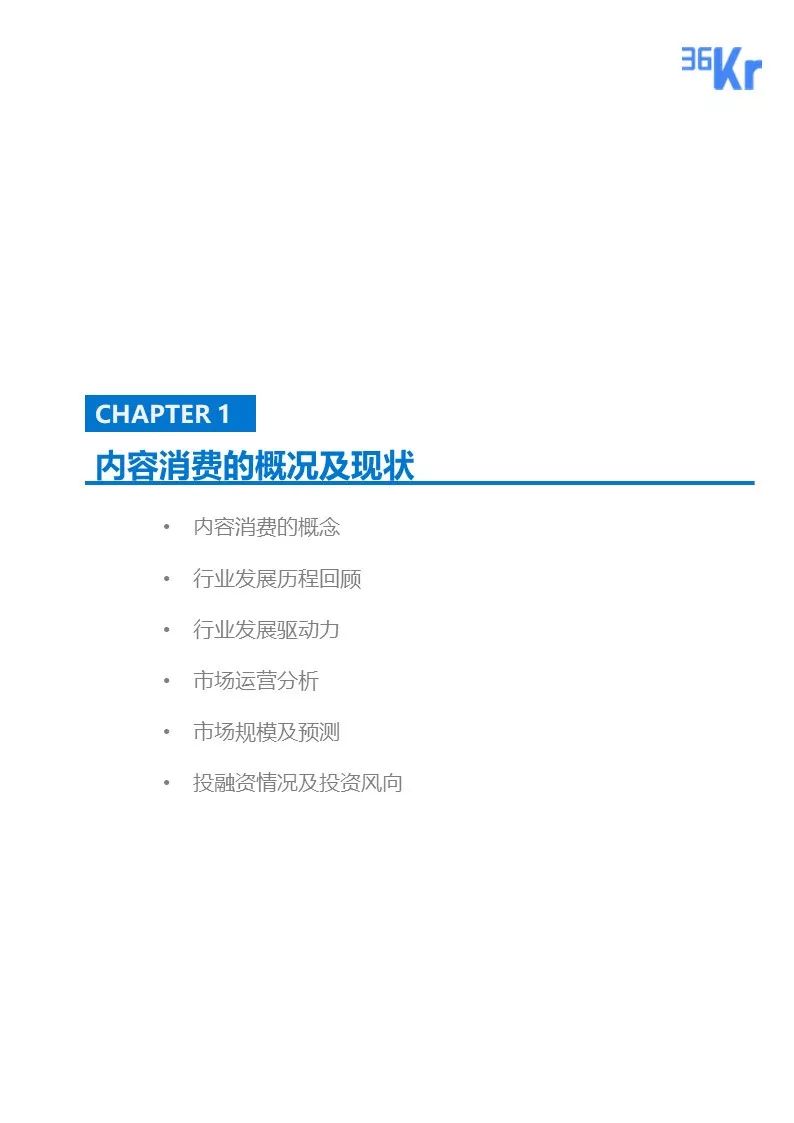 36Kr
CHAPTER 1
内容消费的概况及现状
• 内容消费的概念
• 行业发展历程回顾
• 行业发展驱动力
• 市场运营分析
• 市场规模及预测
• 投融资情况及投资风向